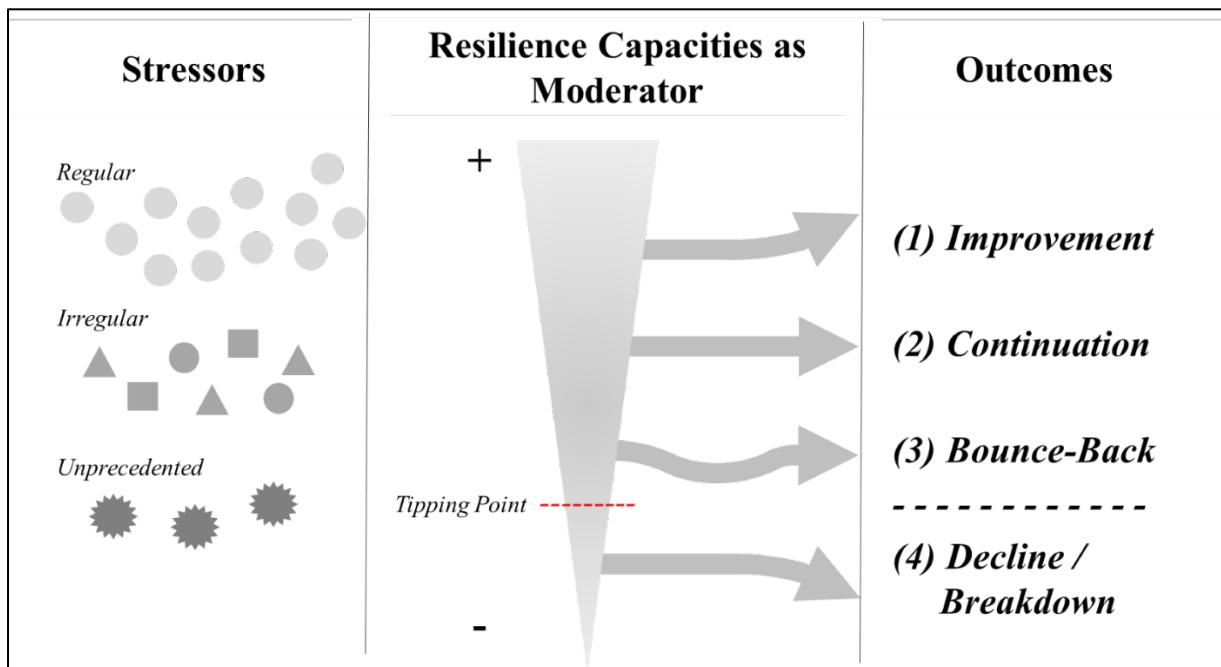 Stressors
Resilience Capacities as
Moderator
Outcomes
Regular
Irregular
Unprecedented
+
Tipping Point
-
(1) Improvement
(2) Continuation
(3) Bounce-Back
(4) Decline /
Breakdown